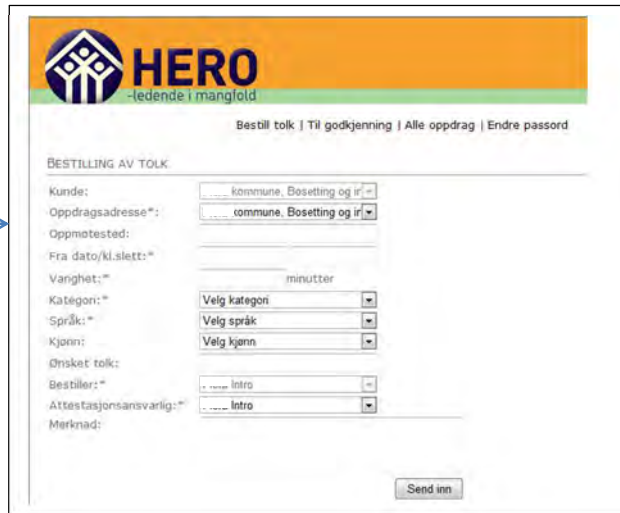 HERO
-ledende i mangfold
Bestill tolk | Til godkjenning | Alle oppdrag | Endre passord
BESTILLING AV TOLK
Kunde: kommune, Bosetting og ir
Oppdragsadresse*: kommune, Bosetting og ir
Oppmøtested:
Fra dato/kl.slett:*
Varighet:* minutter
Kategori:* Velg kategori
Språk:* Velg språk
Kjønn: Velg kjønn
Ønsket tolk:
Bestiller:* Intro
Attestasjonsansvarlig:* Intro
Merknad:
Send inn